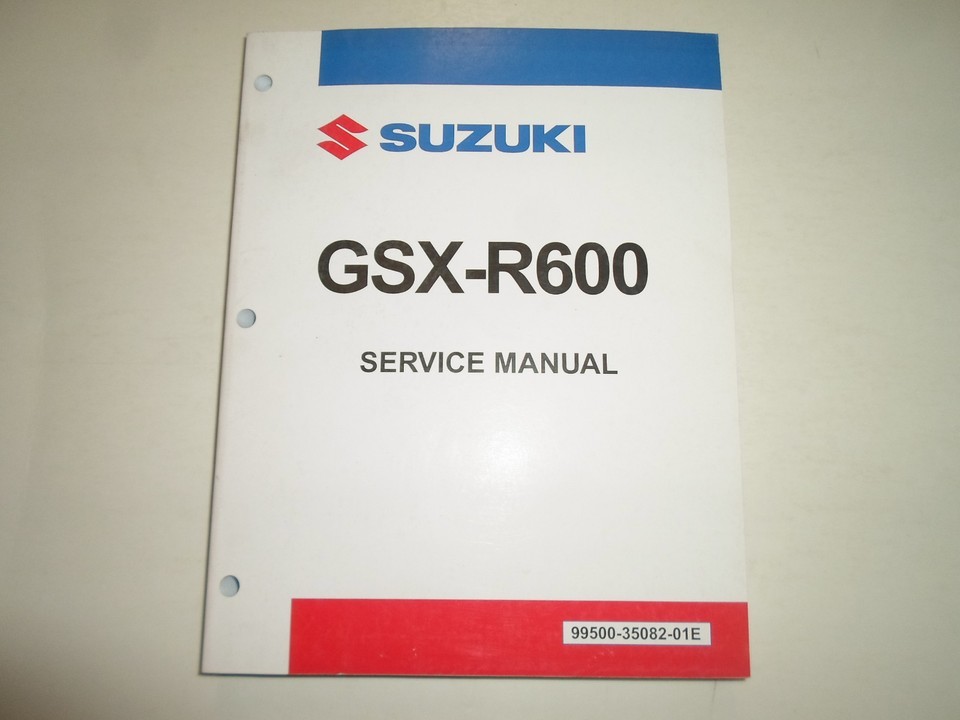 SUZUKI
GSX-R600
SERVICE MANUAL
99500-35082-01E